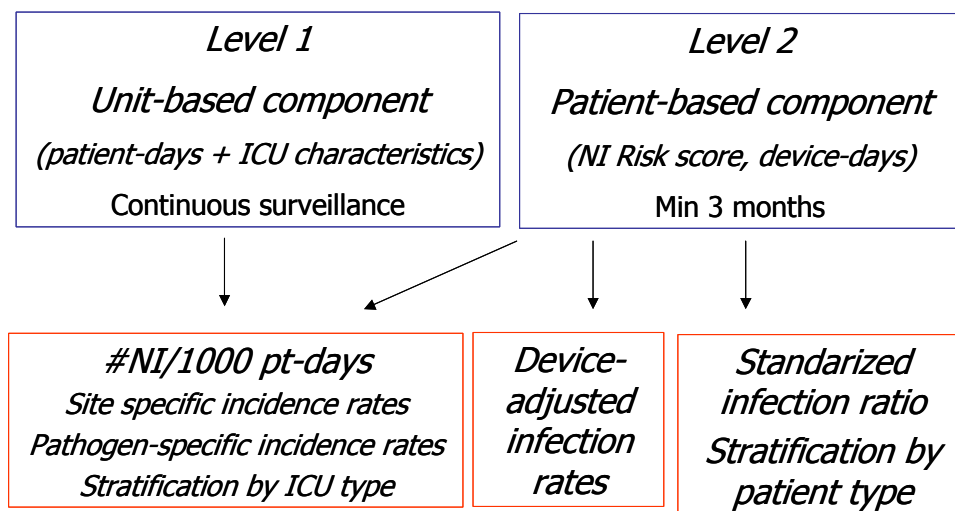 Level 1
Unit-based component
(patient-days + ICU characteristics)
Continuous surveillance
Level 2
Patient-based component
(NI Risk score, device-days)
Min 3 months
#NI/1000 pt-days
Site specific incidence rates
Pathogen-specific incidence rates
Stratification by ICU type
Device-
adjusted
infection
rates
Standarized
infection ratio
Stratification by
patient type